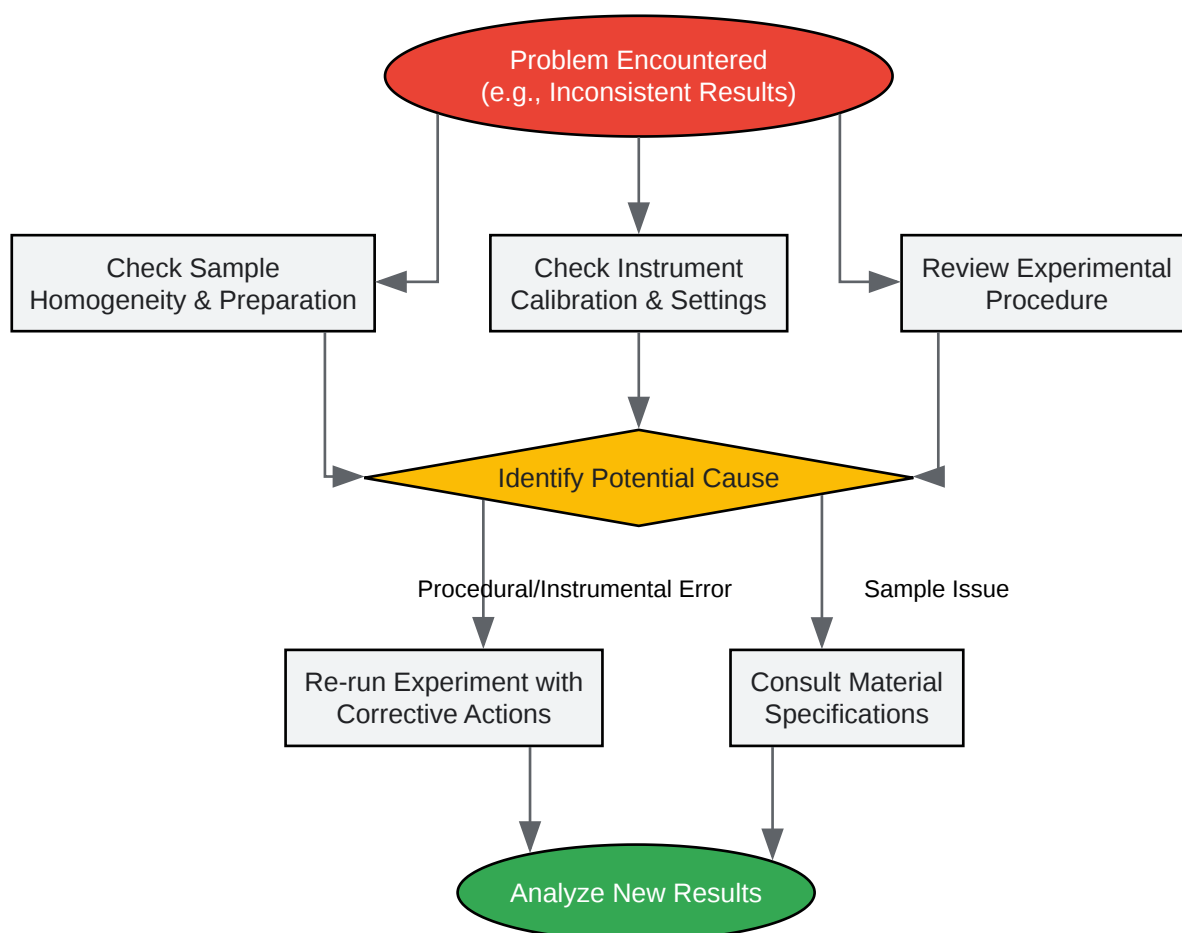 Problem Encountered
(e.g., Inconsistent Results)
Check Sample
Homogeneity & Preparation
Check Instrument
Calibration & Settings
Review Experimental
Procedure
Identify Potential Cause
Procedural/Instrumental Error
Sample Issue
Re-run Experiment with
Corrective Actions
Consult Material
Specifications
Analyze New Results